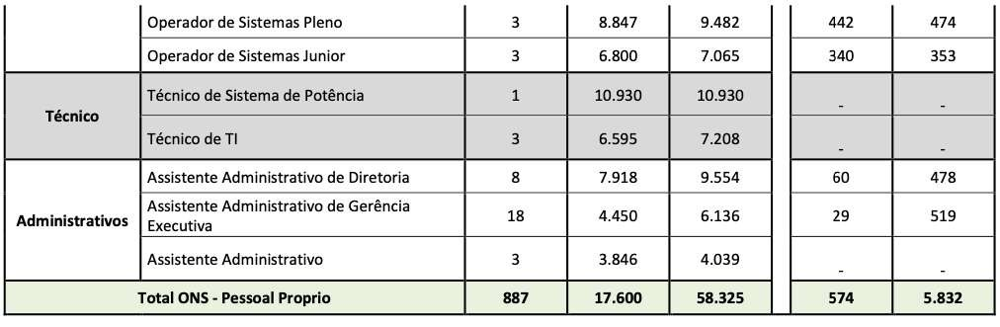 Operador de Sistemas Pleno 3 8.847 9.482 442 474
Operador de Sistemas Junior 3 6.800 7.065 340 353
Técnico
Técnico de Sistema de Potência 1 10.930 10.930 - -
Técnico de TI 3 6.595 7.208 - -
Administrativos
Assistente Administrativo de Diretoria 8 7.918 9.554 60 478
Assistente Administrativo de Gerência
Executiva 18 4.450 6.136 29 519
Assistente Administrativo 3 3.846 4.039 - -
Total ONS - Pessoal Proprio 887 17.600 58.325 574 5.832